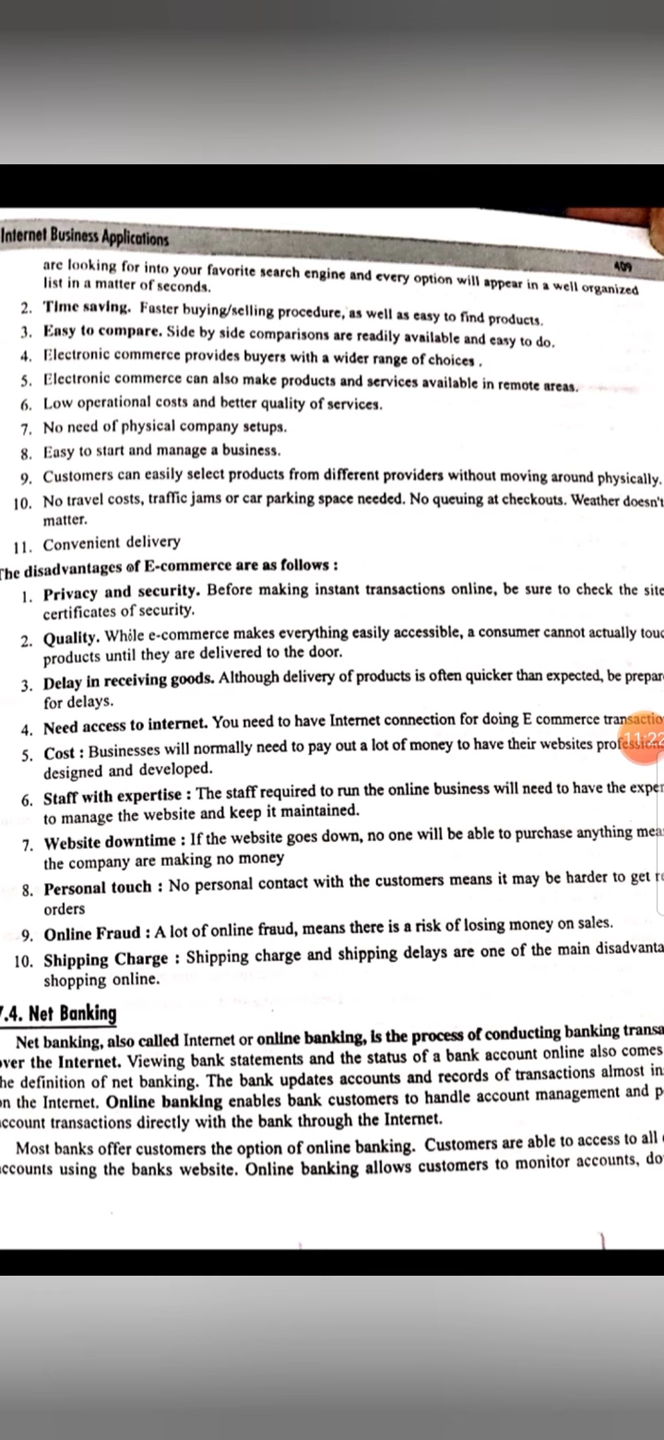 Internet Business Applications
409
are looking for into your favorite search engine and every option will appear in a well organized
list in a matter of seconds.
2. Time saving. Faster buying/selling procedure, as well as easy to find products.
3. Easy to compare. Side by side comparisons are readily available and easy to do.
4. Electronic commerce provides buyers with a wider range of choices .
5. Electronic commerce can also make products and services available in remote areas.
6. Low operational costs and better quality of services.
7. No need of physical company setups.
8. Easy to start and manage a business.
9. Customers can easily select products from different providers without moving around physically.
10. No travel costs, traffic jams or car parking space needed. No queuing at checkouts. Weather doesn't
matter.
11. Convenient delivery
The disadvantages of E-commerce are as follows :
1. Privacy and security. Before making instant transactions online, be sure to check the site
certificates of security.
2. Quality. While e-commerce makes everything easily accessible, a consumer cannot actually touc
products until they are delivered to the door.
3. Delay in receiving goods. Although delivery of products is often quicker than expected, be prepar
for delays.
4. Need access to internet. You need to have Internet connection for doing E commerce transactio
11:22
5. Cost : Businesses will normally need to pay out a lot of money to have their websites professiona
designed and developed.
6. Staff with expertise : The staff required to run the online business will need to have the exper
to manage the website and keep it maintained.
7. Website downtime : If the website goes down, no one will be able to purchase anything mea
the company are making no money
8. Personal touch : No personal contact with the customers means it may be harder to get re
orders
9. Online Fraud : A lot of online fraud, means there is a risk of losing money on sales.
10. Shipping Charge : Shipping charge and shipping delays are one of the main disadvanta
shopping online.
7.4. Net Banking
Net banking, also called Internet or online banking, is the process of conducting banking transa
over the Internet. Viewing bank statements and the status of a bank account online also comes
he definition of net banking. The bank updates accounts and records of transactions almost in
on the Internet. Online banking enables bank customers to handle account management and p
ccount transactions directly with the bank through the Internet.
Most banks offer customers the option of online banking. Customers are able to access to all
ccounts using the banks website. Online banking allows customers to monitor accounts, do